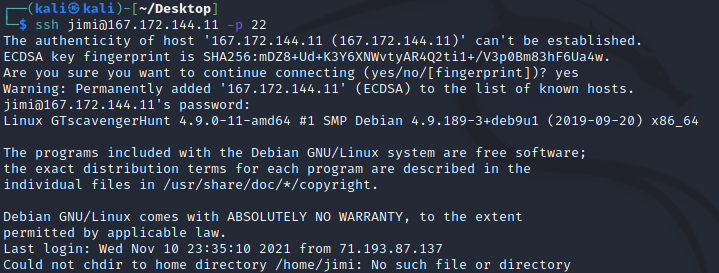 ┌──(kali㉿kali)-[~/Desktop]
└─$ ssh jimi@167.172.144.11 -p 22
The authenticity of host '167.172.144.11 (167.172.144.11)' can't be established.
ECDSA key fingerprint is SHA256:mDZ8+Ud+K3Y6XNWvtyAR4Q2ti1+/V3p0Bm83hF6Ua4w.
Are you sure you want to continue connecting (yes/no/[fingerprint])? yes
Warning: Permanently added '167.172.144.11' (ECDSA) to the list of known hosts.
jimi@167.172.144.11's password:
Linux GTscavengerHunt 4.9.0-11-amd64 #1 SMP Debian 4.9.189-3+deb9u1 (2019-09-20) x86_64
The programs included with the Debian GNU/Linux system are free software;
the exact distribution terms for each program are described in the
individual files in /usr/share/doc/*/copyright.
Debian GNU/Linux comes with ABSOLUTELY NO WARRANTY, to the extent
permitted by applicable law.
Last login: Wed Nov 10 23:35:10 2021 from 71.193.87.137
Could not chdir to home directory /home/jimi: No such file or directory